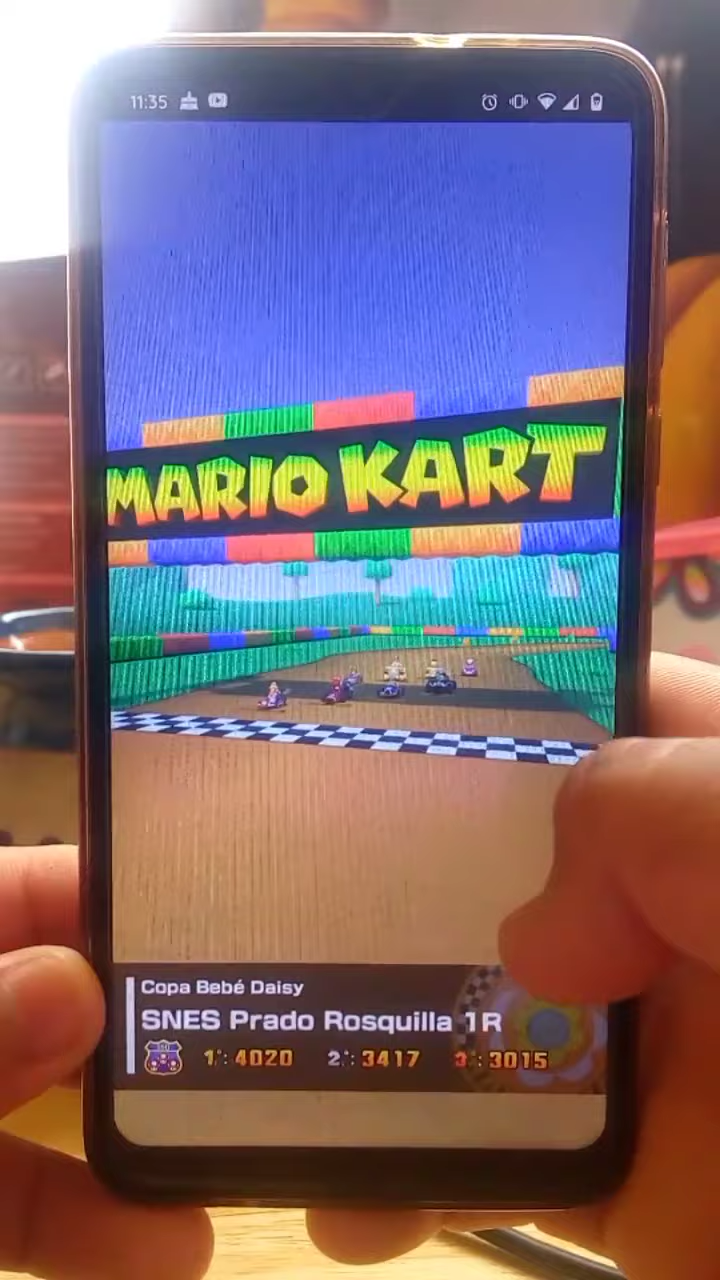 11:35
MARIO KART
Copa Bebé Daisy
SNES Prado Rosquilla 1R
1.º: 4020 2.º: 3417 3.º: 3015